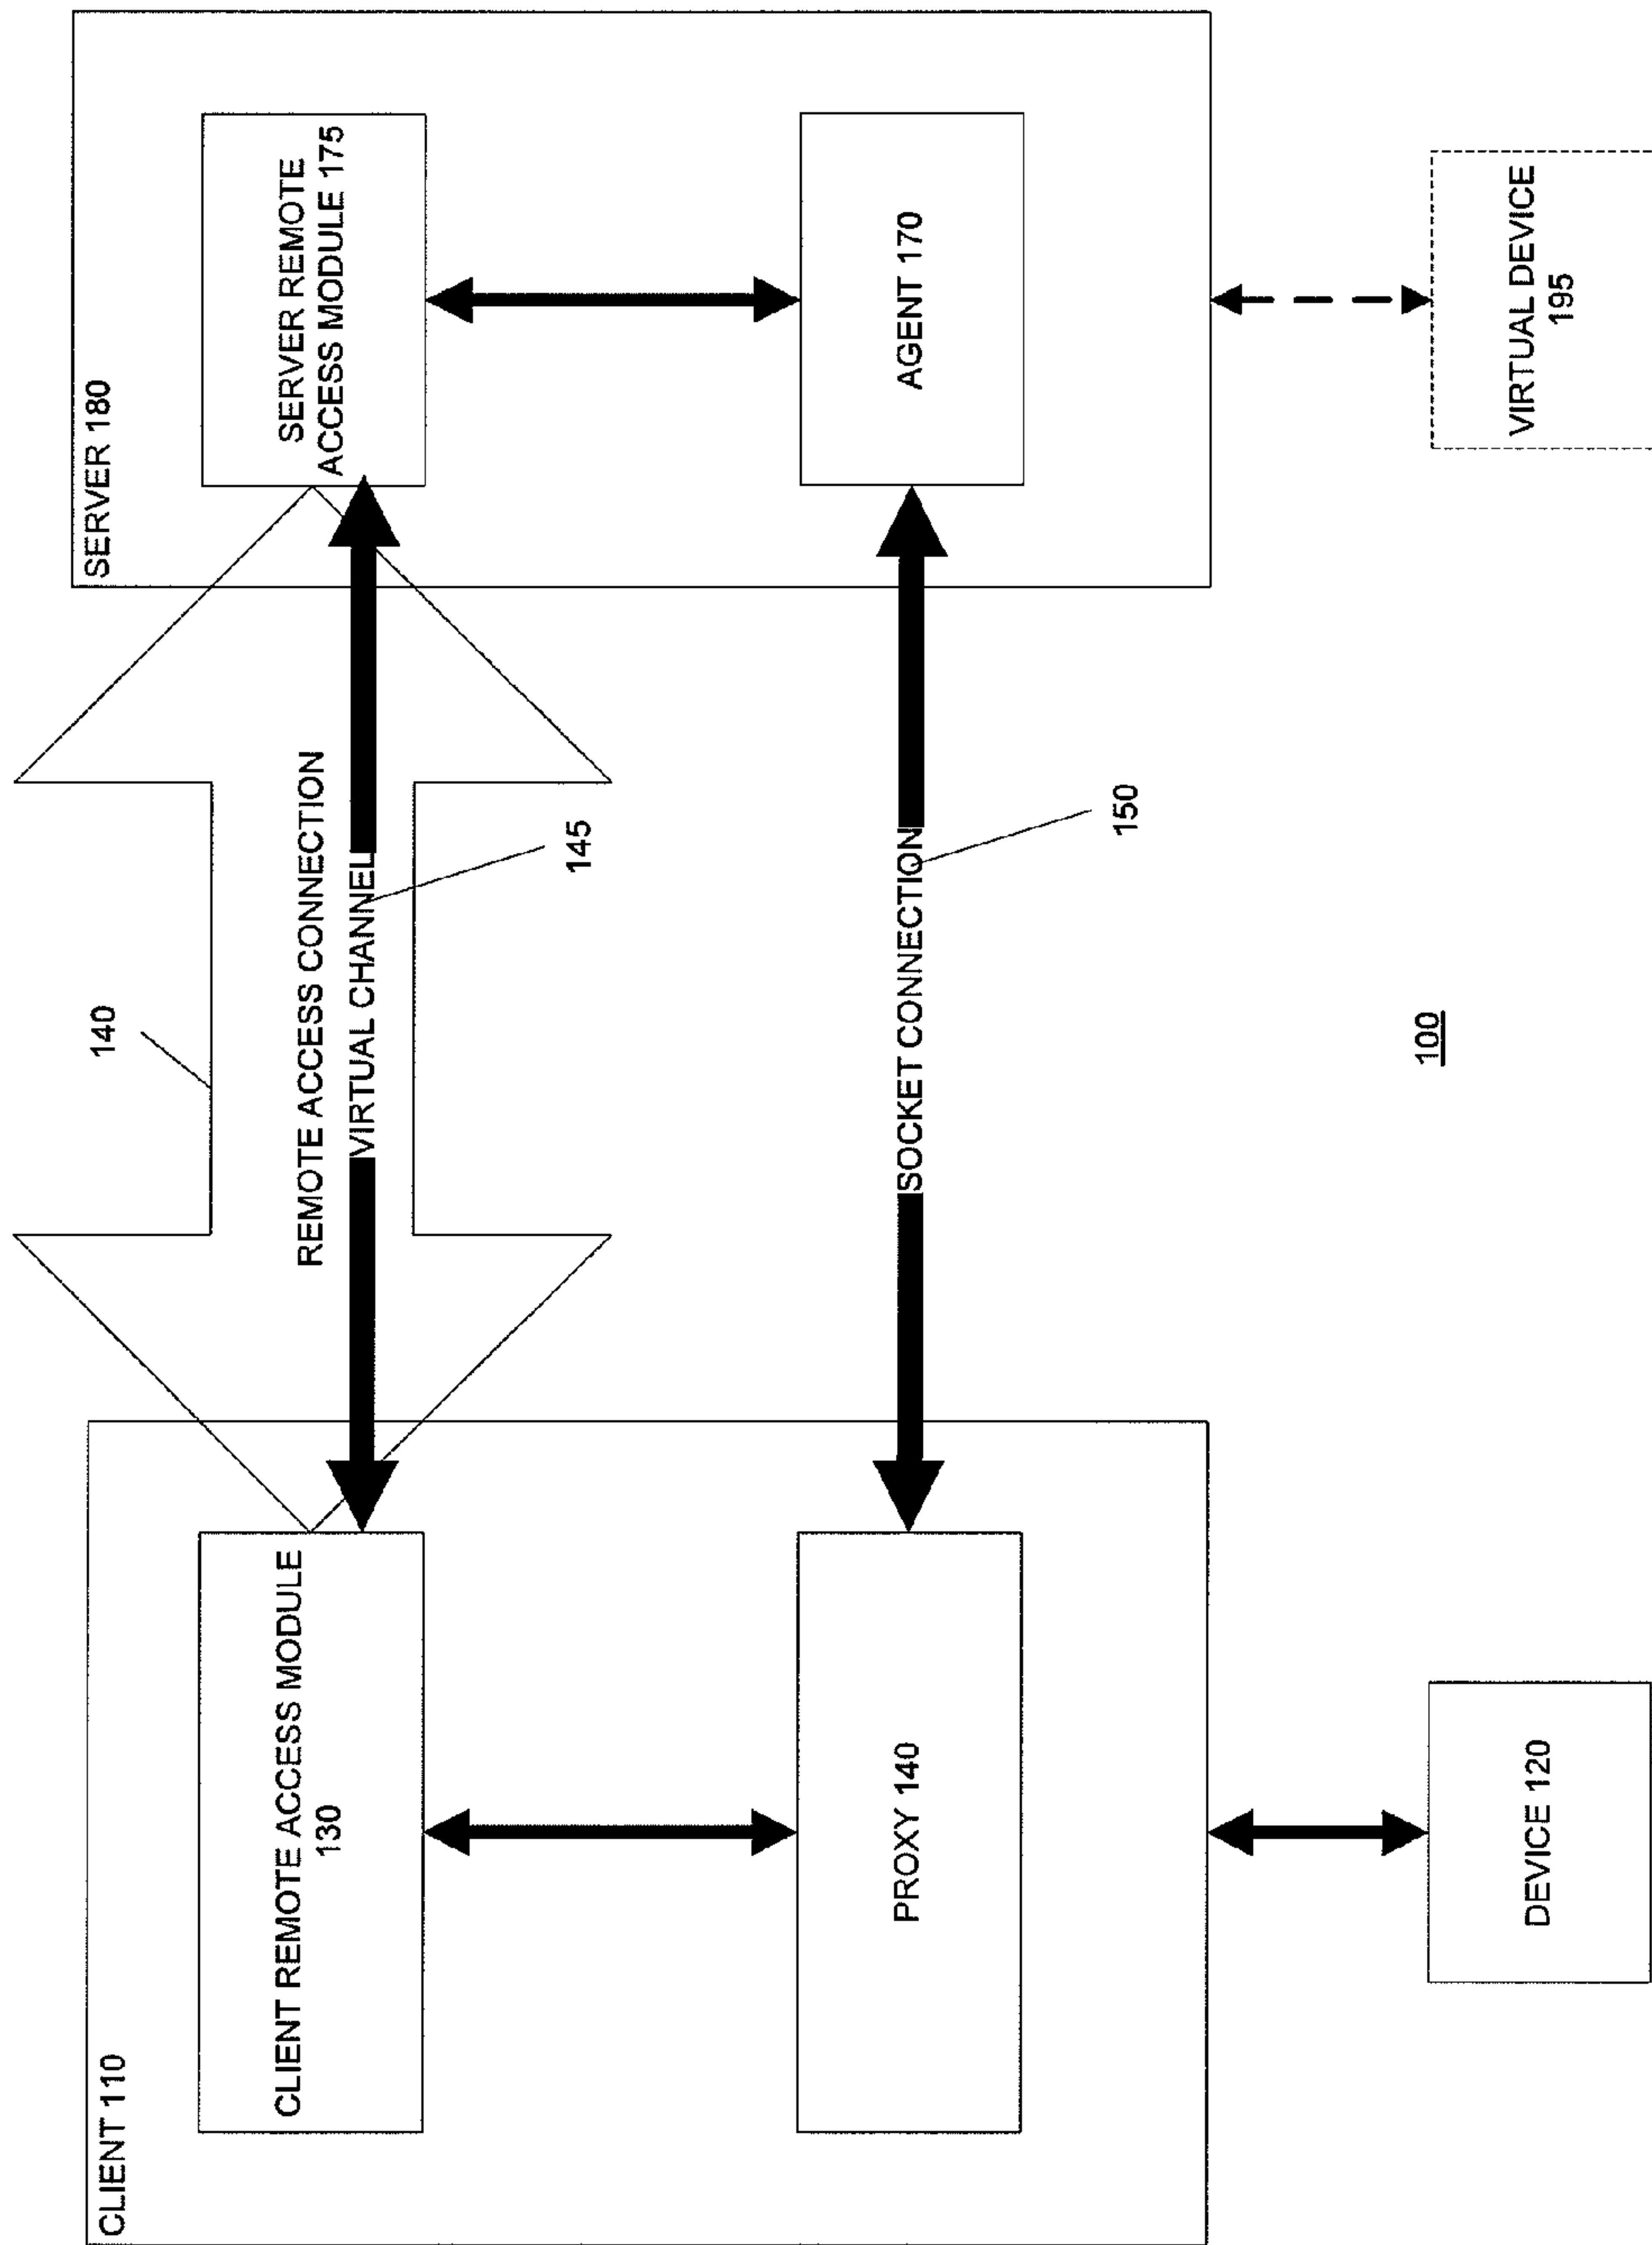 CLIENT 110
CLIENT REMOTE ACCESS MODULE
130
PROXY 140
DEVICE 120
140
REMOTE ACCESS CONNECTION
VIRTUAL CHANNEL
145
SOCKET CONNECTION
150
100
SERVER 180
SERVER REMOTE
ACCESS MODULE 175
AGENT 170
VIRTUAL DEVICE
195